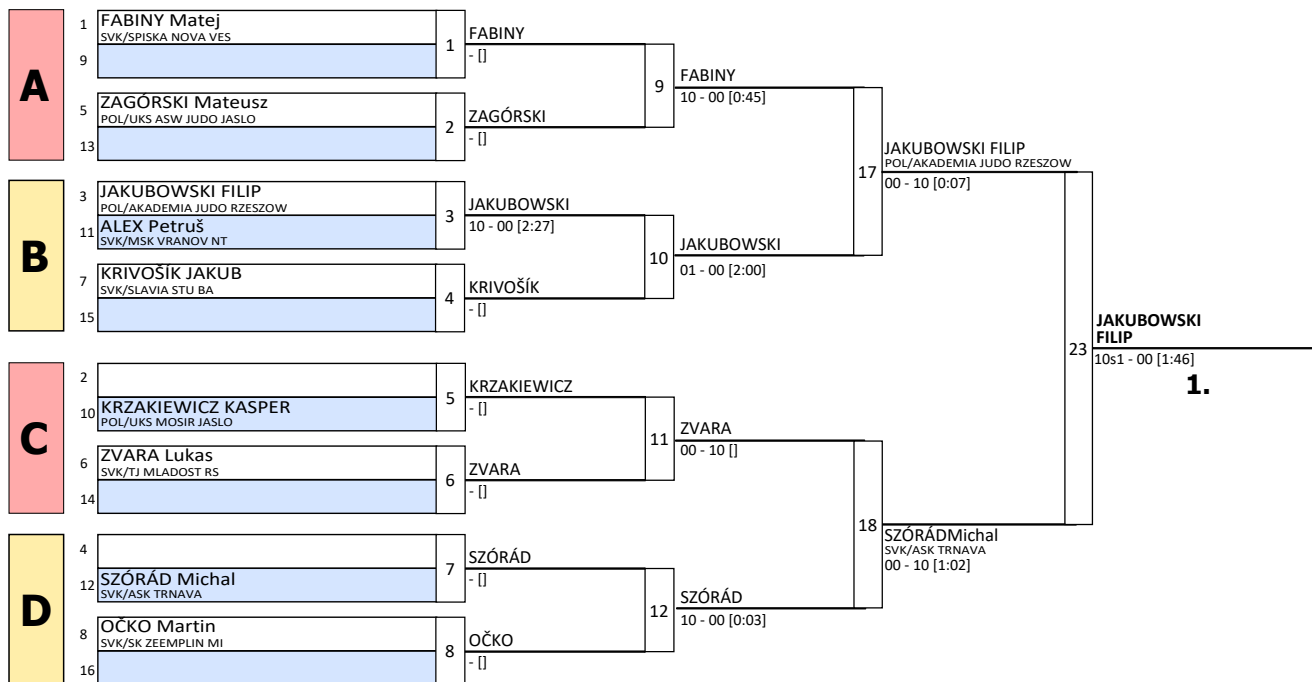 A
1 FABINY Matej
SVK/SPISKA NOVA VES
9
1
FABINY
- []
5 ZAGÓRSKI Mateusz
POL/UKS ASW JUDO JASLO
13
2
ZAGÓRSKI
- []
9
FABINY
10 - 00 [0:45]
B
3 JAKUBOWSKI FILIP
POL/AKADEMIA JUDO RZESZOW
11 ALEX Petruš
SVK/MSK VRANOV NT
3
JAKUBOWSKI
10 - 00 [2:27]
7 KRIVOŠÍK JAKUB
SVK/SLAVIA STU BA
15
4
KRIVOŠÍK
- []
10
JAKUBOWSKI
01 - 00 [2:00]
17
JAKUBOWSKI FILIP
POL/AKADEMIA JUDO RZESZOW
00 - 10 [0:07]
C
2
10 KRZAKIEWICZ KASPER
POL/UKS MOSIR JASLO
5
KRZAKIEWICZ
- []
6 ZVARA Lukas
SVK/TJ MLADOST RS
14
6
ZVARA
- []
11
ZVARA
00 - 10 []
D
4
12 SZÓRÁD Michal
SVK/ASK TRNAVA
7
SZÓRÁD
- []
8 OČKO Martin
SVK/SK ZEEMPLIN MI
16
8
OČKO
- []
12
SZÓRÁD
10 - 00 [0:03]
18
SZÓRÁDMichal
SVK/ASK TRNAVA
00 - 10 [1:02]
23
JAKUBOWSKI
FILIP
10s1 - 00 [1:46]
1.